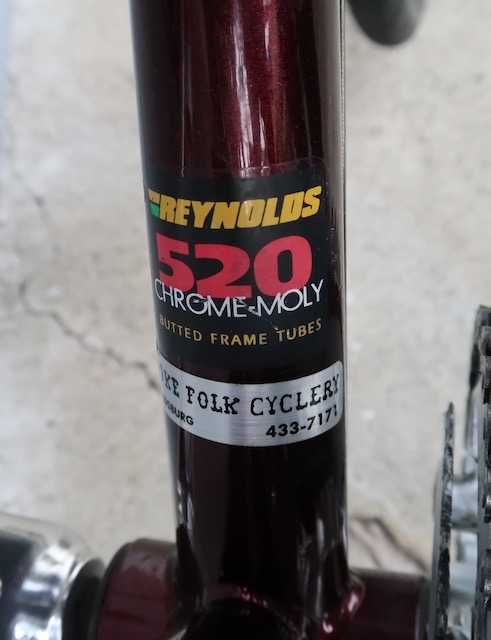 REYNOLDS
520
CHROME-MOLY
BUTTED FRAME TUBES
FOLK CYCLERY
433-7171